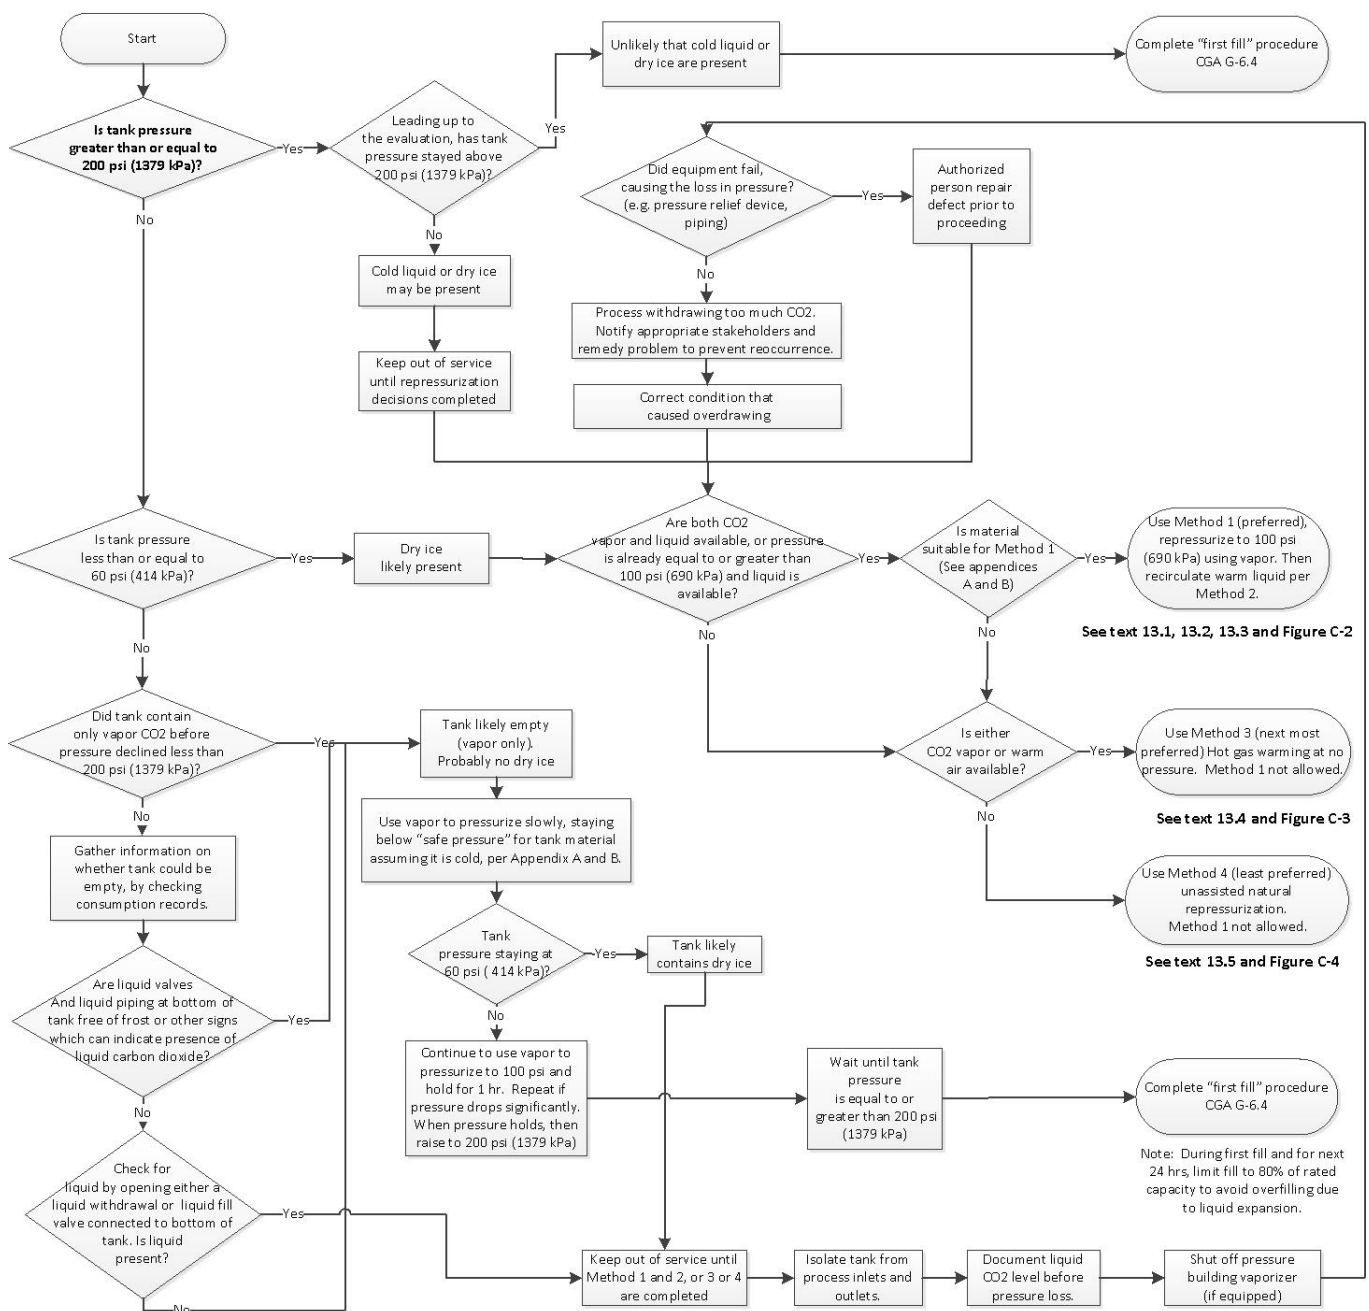 Start
Is tank pressure
greater than or equal to
200 psi (1379 kPa)?
Yes
No
Leading up to
the evaluation, has tank
pressure stayed above
200 psi (1379 kPa)?
Yes
No
Unlikely that cold liquid or
dry ice are present
Complete “first fill” procedure
CGA G-6.4
Cold liquid or dry ice
may be present
Keep out of service
until repressurization
decisions completed
Did equipment fail,
causing the loss in pressure?
(e.g. pressure relief device,
piping)
Yes
No
Authorized
person repair
defect prior to
proceeding
Process withdrawing too much CO2.
Notify appropriate stakeholders and
remedy problem to prevent reoccurrence.
Correct condition that
caused overdrawing
Is tank pressure
less than or equal to
60 psi (414 kPa)?
Yes
No
Dry ice
likely present
Are both CO2
vapor and liquid available, or pressure
is already equal to or greater than
100 psi (690 kPa) and liquid is
available?
Yes
No
Is material
suitable for Method 1
(See appendices
A and B)
Yes
No
Use Method 1 (preferred),
repressurize to 100 psi
(690 kPa) using vapor. Then
recirculate warm liquid per
Method 2.
See text 13.1, 13.2, 13.3 and Figure C-2
Did tank contain
only vapor CO2 before
pressure declined less than
200 psi (1379 kPa)?
Yes
No
Tank likely empty
(vapor only).
Probably no dry ice
Is either
CO2 vapor or warm
air available?
Yes
No
Use Method 3 (next most
preferred) Hot gas warming at no
pressure. Method 1 not allowed.
See text 13.4 and Figure C-3
Use vapor to pressurize slowly, staying
below “safe pressure” for tank material
assuming it is cold, per Appendix A and B.
Gather information on
whether tank could be
empty, by checking
consumption records.
Use Method 4 (least preferred)
unassisted natural
repressurization.
Method 1 not allowed.
See text 13.5 and Figure C-4
Tank
pressure staying at
60 psi ( 414 kPa)?
Yes
No
Tank likely
contains dry ice
Are liquid valves
And liquid piping at bottom of
tank free of frost or other signs
which can indicate presence of
liquid carbon dioxide?
Yes
No
Continue to use vapor to
pressurize to 100 psi and
hold for 1 hr. Repeat if
pressure drops significantly.
When pressure holds, then
raise to 200 psi (1379 kPa)
Wait until tank
pressure
is equal to or
greater than 200 psi
(1379 kPa)
Complete “first fill” procedure
CGA G-6.4
Note: During first fill and for next
24 hrs, limit fill to 80% of rated
capacity to avoid overfilling due
to liquid expansion.
Check for
liquid by opening either a
liquid withdrawal or liquid fill
valve connected to bottom of
tank. Is liquid
present?
Yes
No
Keep out of service until
Method 1 and 2, or 3 or 4
are completed
Isolate tank from
process inlets and
outlets.
Document liquid
CO2 level before
pressure loss.
Shut off pressure
building vaporizer
(if equipped)